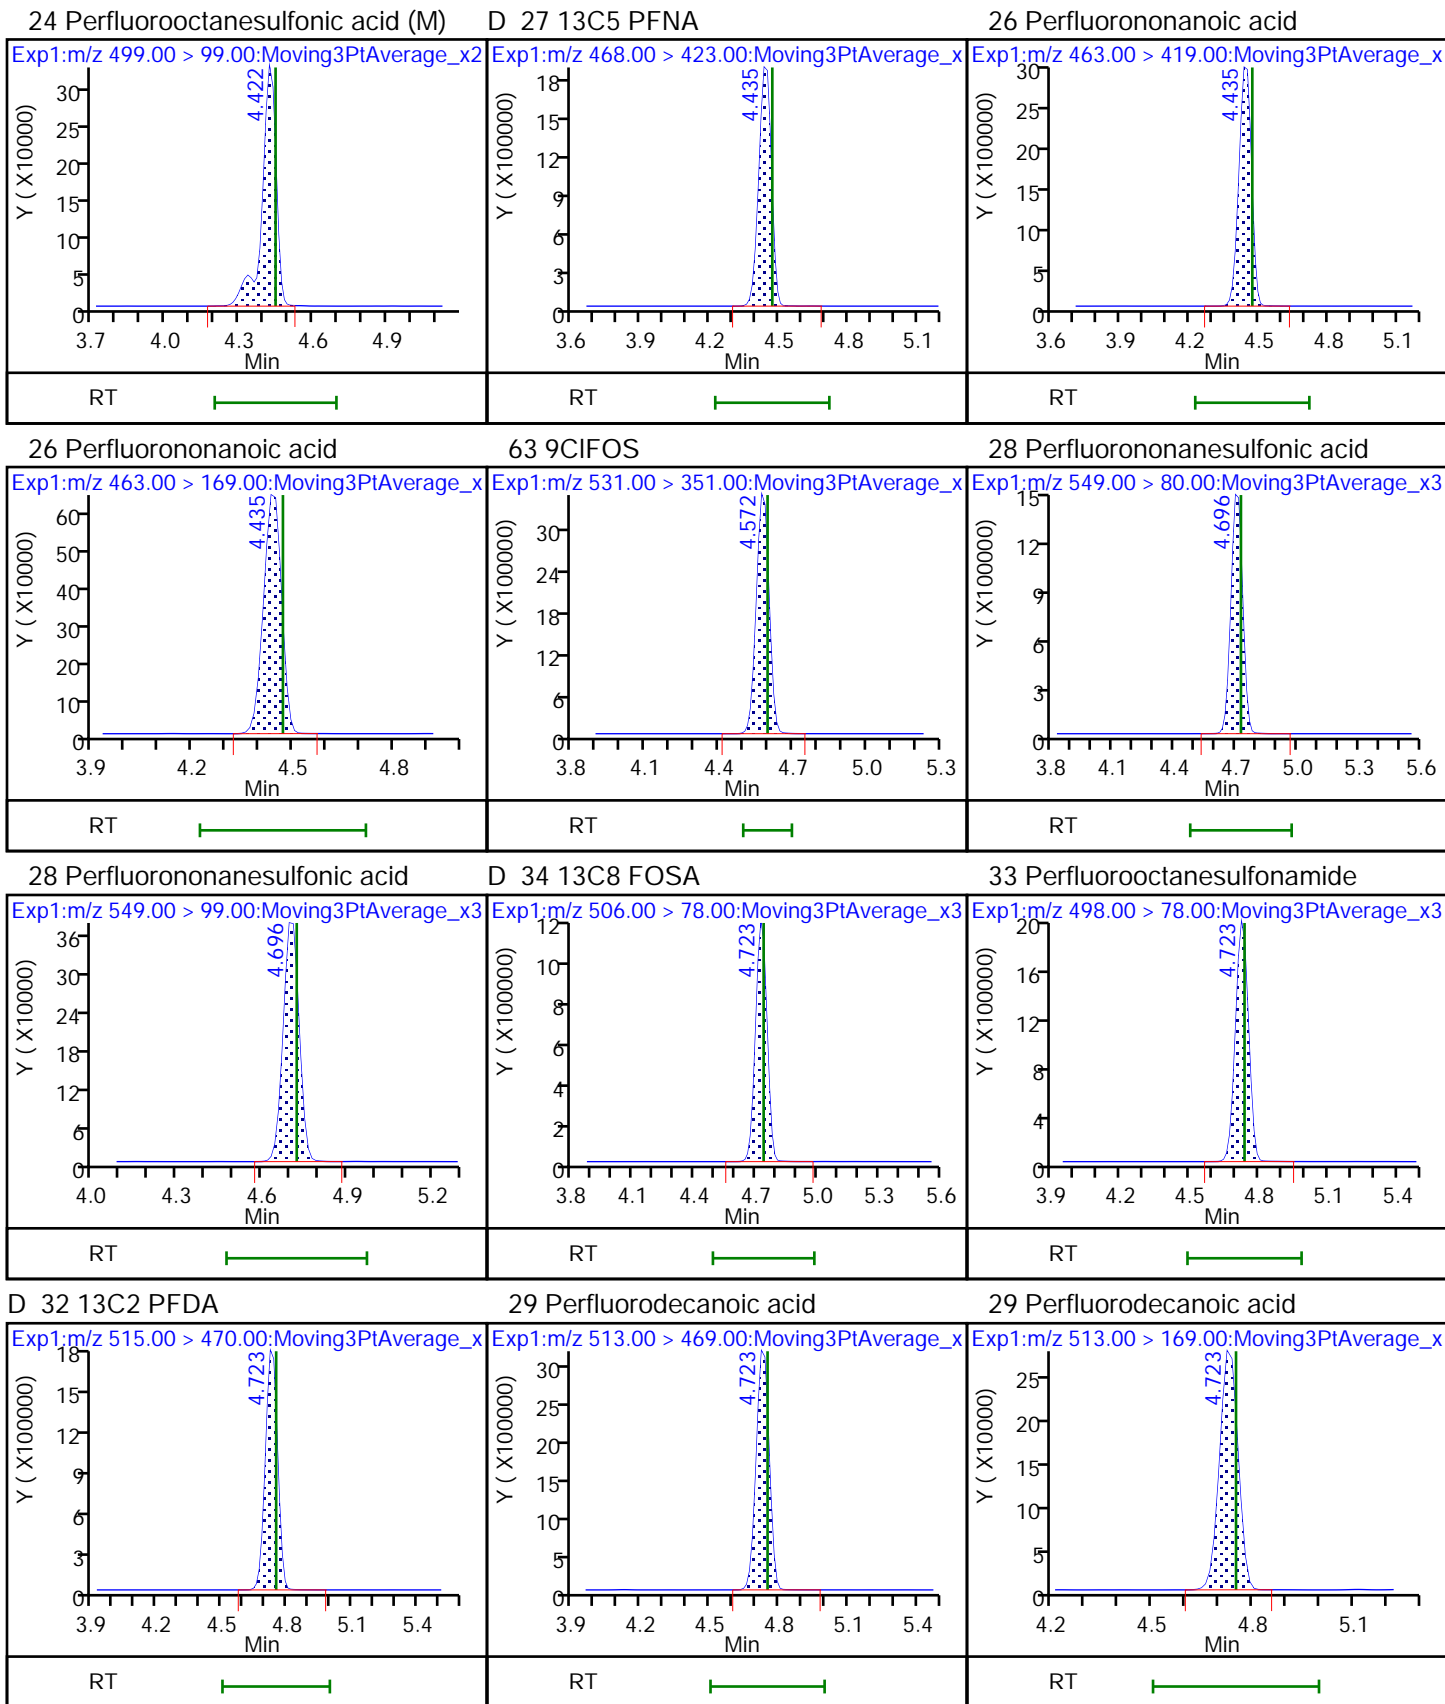 24 Perfluorooctanesulfonic acid (M)
Exp1:m/z 499.00 > 99.00:Moving3PtAverage_x2
4.422
Y ( X100000)
30
25
20
15
10
5
0
3.7 4.0 4.3 4.6 4.9
Min
RT
D 27 13C5 PFNA
Exp1:m/z 468.00 > 423.00:Moving3PtAverage_x
4.435
Y ( X100000)
18
15
12
9
6
3
0
3.6 3.9 4.2 4.5 4.8 5.1
Min
RT
26 Perfluorononanoic acid
Exp1:m/z 463.00 > 419.00:Moving3PtAverage_x
4.435
Y ( X100000)
30
25
20
15
10
5
0
3.6 3.9 4.2 4.5 4.8 5.1
Min
RT
26 Perfluorononanoic acid
Exp1:m/z 463.00 > 169.00:Moving3PtAverage_x
4.435
Y ( X10000)
60
50
40
30
20
10
0
3.9 4.2 4.5 4.8
Min
RT
63 9ClFOS
Exp1:m/z 531.00 > 351.00:Moving3PtAverage_x
4.572
Y ( X100000)
30
24
18
12
6
0
3.8 4.1 4.4 4.7 5.0 5.3
Min
RT
28 Perfluorononanesulfonic acid
Exp1:m/z 549.00 > 80.00:Moving3PtAverage_x3
4.696
Y ( X100000)
15
12
9
6
3
0
3.8 4.1 4.4 4.7 5.0 5.3 5.6
Min
RT
28 Perfluorononanesulfonic acid
Exp1:m/z 549.00 > 99.00:Moving3PtAverage_x3
4.696
Y ( X10000)
36
30
24
18
12
6
0
4.0 4.3 4.6 4.9 5.2
Min
RT
D 34 13C8 FOSA
Exp1:m/z 506.00 > 78.00:Moving3PtAverage_x3
4.723
Y ( X100000)
12
10
8
6
4
2
0
3.8 4.1 4.4 4.7 5.0 5.3 5.6
Min
RT
33 Perfluorooctanesulfonamide
Exp1:m/z 498.00 > 78.00:Moving3PtAverage_x3
4.723
Y ( X100000)
20
16
12
8
4
0
3.9 4.2 4.5 4.8 5.1 5.4
Min
RT
D 32 13C2 PFDA
Exp1:m/z 515.00 > 470.00:Moving3PtAverage_x
4.723
Y ( X100000)
18
15
12
9
6
3
0
3.9 4.2 4.5 4.8 5.1 5.4
Min
RT
29 Perfluorodecanoic acid
Exp1:m/z 513.00 > 469.00:Moving3PtAverage_x
4.723
Y ( X100000)
30
25
20
15
10
5
0
3.9 4.2 4.5 4.8 5.1 5.4
Min
RT
29 Perfluorodecanoic acid
Exp1:m/z 513.00 > 169.00:Moving3PtAverage_x
4.723
Y ( X10000)
25
20
15
10
5
0
4.2 4.5 4.8 5.1
Min
RT